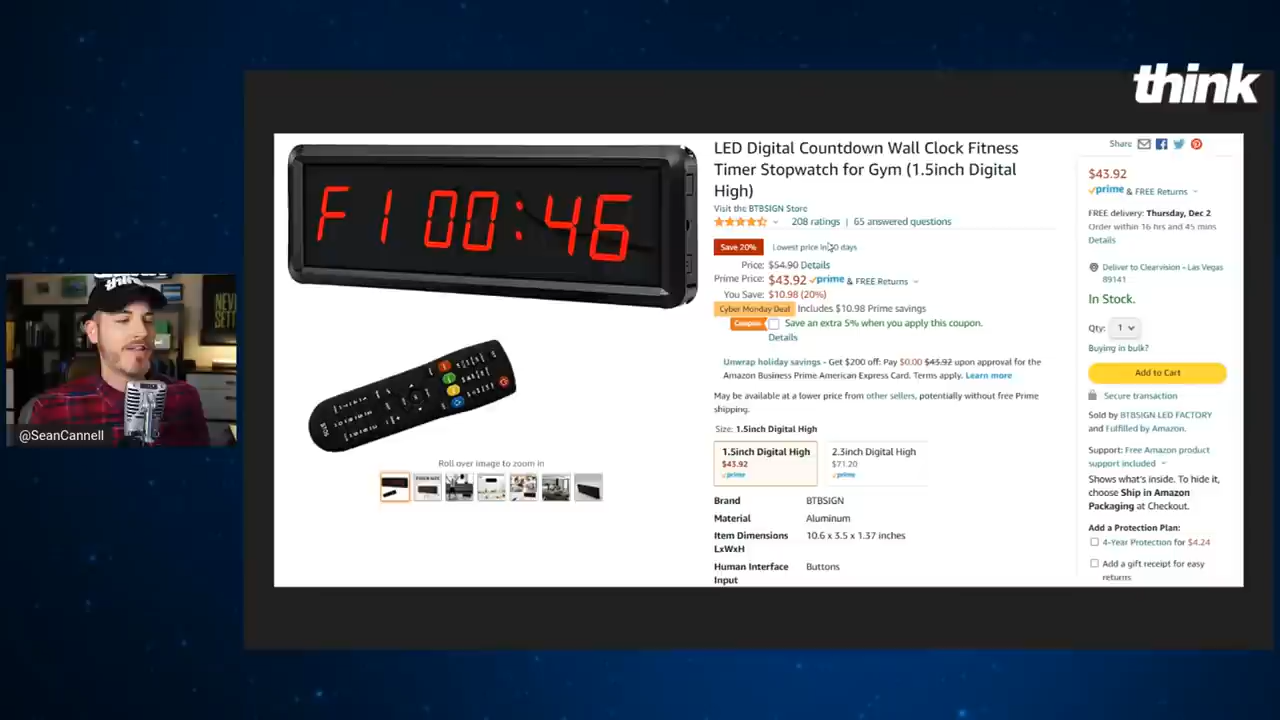 think
LED Digital Countdown Wall Clock Fitness
Timer Stopwatch for Gym (1.5inch Digital
High)
Visit the BTBSIGN Store
208 ratings | 65 answered questions
Save 20%
Lowest price in 30 days
Price: $54.90 Details
Prime Price: $43.92 prime & FREE Returns
You Save: $10.98 (20%)
Cyber Monday Deal Includes $10.98 Prime savings
Coupon Save an extra 5% when you apply this coupon.
Details
Unwrap holiday savings - Get $200 off: Pay $0.00 $43.92 upon approval for the
Amazon Business Prime American Express Card. Terms apply. Learn more
May be available at a lower price from other sellers, potentially without free Prime
shipping.
Size: 1.5inch Digital High
1.5inch Digital High
$43.92
prime
2.3inch Digital High
$71.20
prime
Brand BTBSIGN
Material Aluminum
Item Dimensions 10.6 x 3.5 x 1.37 inches
LxWxH
Human Interface Buttons
Input
Share
$43.92
prime & FREE Returns
FREE delivery: Thursday, Dec 2
Order within 16 hrs and 45 mins
Details
Deliver to Clearvision - Las Vegas
89141
In Stock.
Qty: 1
Buying in bulk?
Add to Cart
Secure transaction
Sold by BTBSIGN LED FACTORY
and Fulfilled by Amazon.
Support: Free Amazon product
support included
Shows what's inside. To hide it,
choose Ship in Amazon
Packaging at Checkout.
Add a Protection Plan:
4-Year Protection for $4.24
Add a gift receipt for easy
returns
F1 00:46
Roll over image to zoom in
think
NEVER
SETT
@SeanCannell